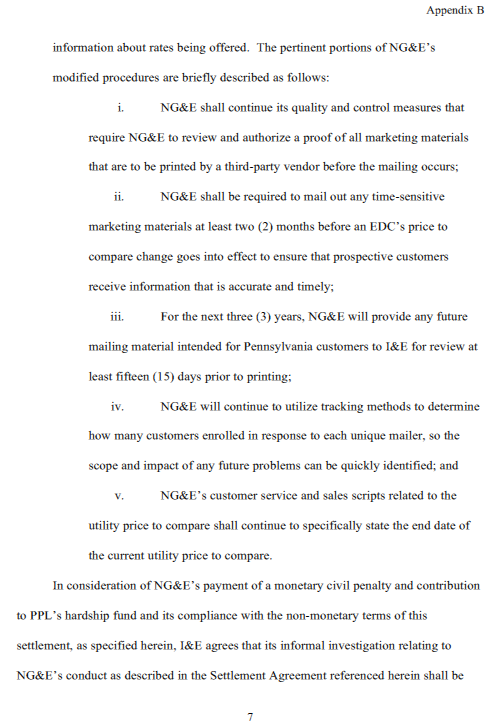 Appendix B
information about rates being offered. The pertinent portions of NG&E's
modified procedures are briefly described as follows:
i. NG&E shall continue its quality and control measures that
require NG&E to review and authorize a proof of all marketing materials
that are to be printed by a third-party vendor before the mailing occurs;
ii. NG&E shall be required to mail out any time-sensitive
marketing materials at least two (2) months before an EDC's price to
compare change goes into effect to ensure that prospective customers
receive information that is accurate and timely;
iii. For the next three (3) years, NG&E will provide any future
mailing material intended for Pennsylvania customers to I&E for review at
least fifteen (15) days prior to printing;
iv. NG&E will continue to utilize tracking methods to determine
how many customers enrolled in response to each unique mailer, so the
scope and impact of any future problems can be quickly identified; and
v. NG&E's customer service and sales scripts related to the
utility price to compare shall continue to specifically state the end date of
the current utility price to compare.
In consideration of NG&E's payment of a monetary civil penalty and contribution
to PPL's hardship fund and its compliance with the non-monetary terms of this
settlement, as specified herein, I&E agrees that its informal investigation relating to
NG&E's conduct as described in the Settlement Agreement referenced herein shall be
7